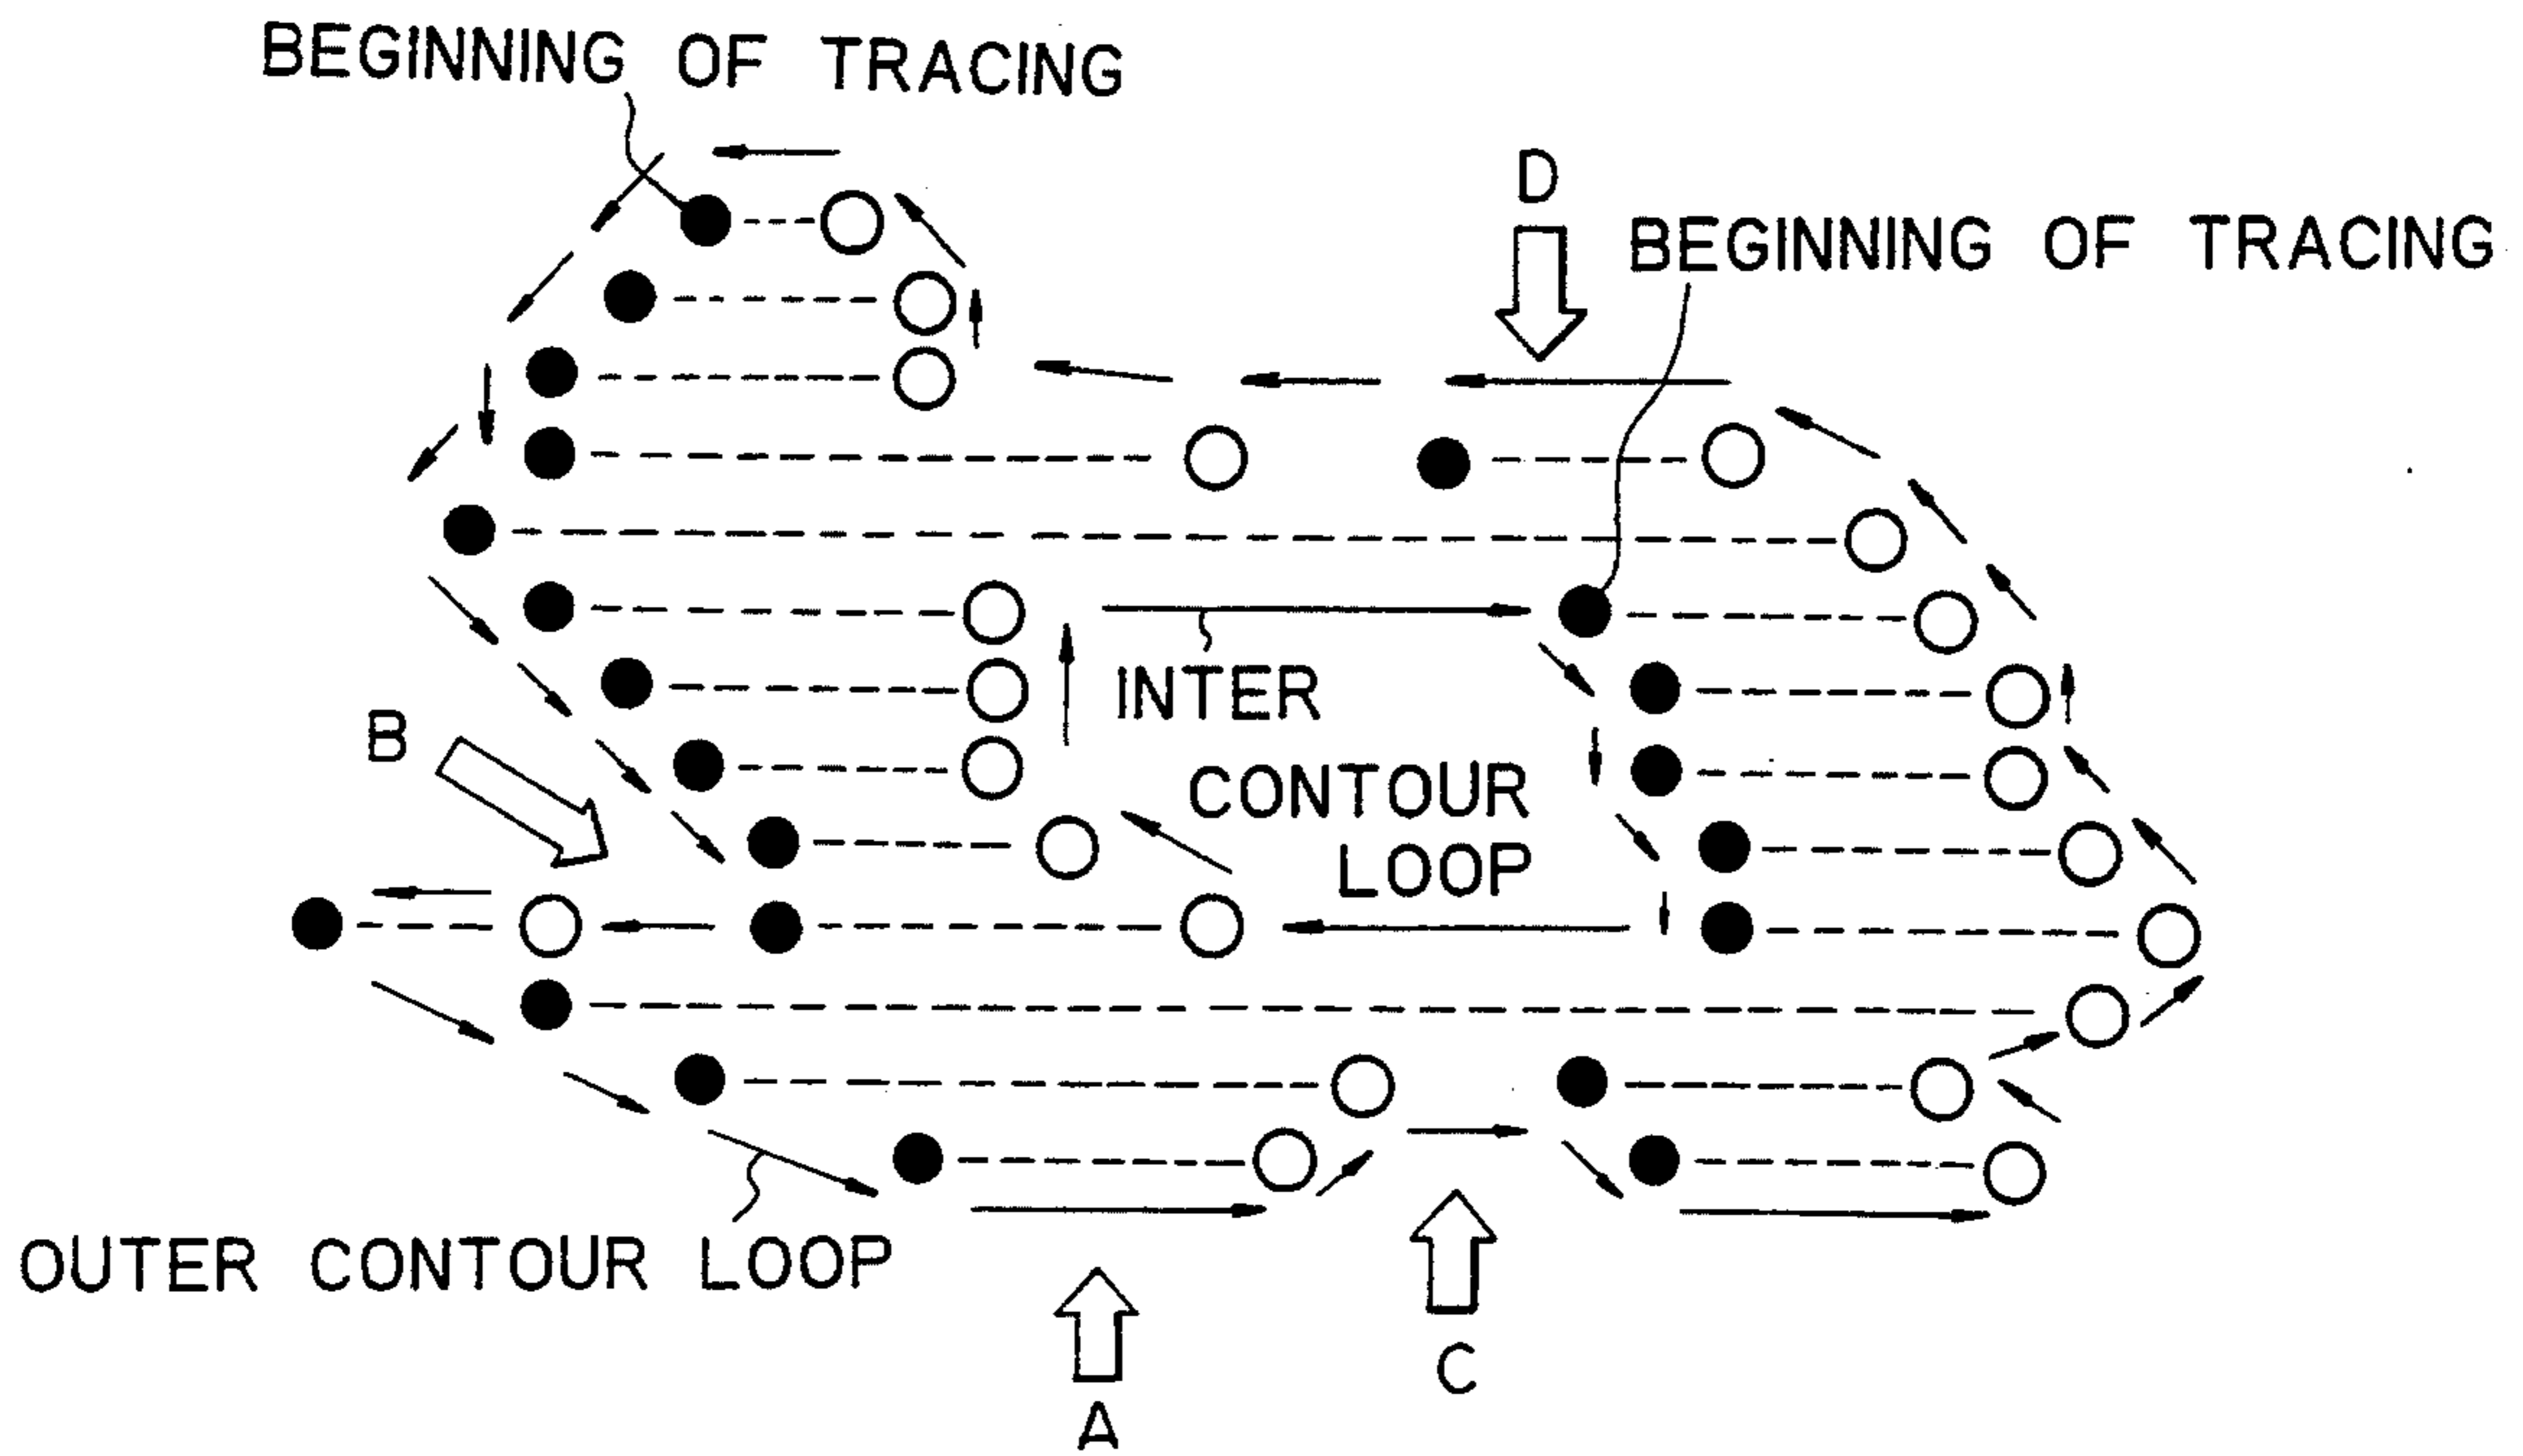 BEGINNING OF TRACING
D
BEGINNING OF TRACING
INTER
CONTOUR
LOOP
B
OUTER CONTOUR LOOP
C
A